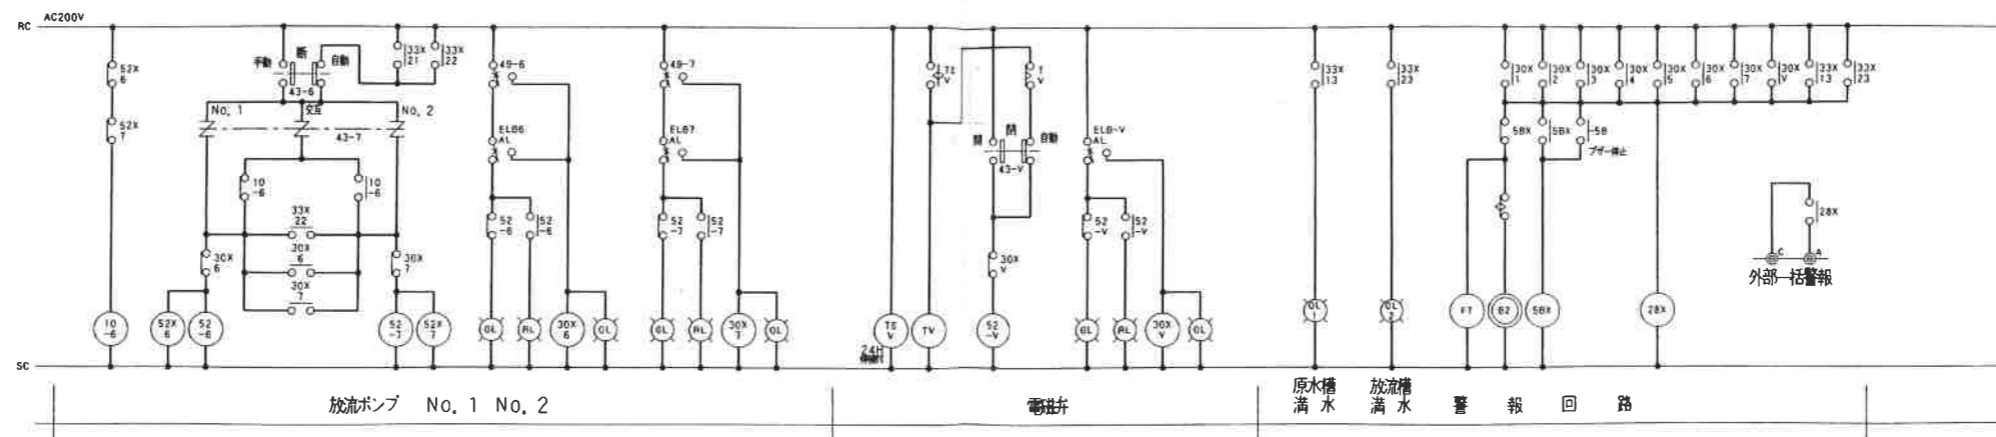 AC200V
RC
52X 6
52X 7
手動 断 自動
43-6
33X 21
33X 22
No. 1 交互 No. 2
43-7
10 -6
10 -6
33X 22
30X 6
30X 7
30X 6
30X 7
10 -6
52X 6
52 -6
52 -7
52X 7
49-6
ELB6 AL
52 -6
52 -6
GL
RL
30X 6
OL
49-7
ELB7 AL
52 -7
52 -7
GL
RL
30X 7
OL
TS V
T V
開 閉 自動
43-V
30X V
TS V
24H
TV
52 -V
ELB-V AL
52 -V
52 -V
GL
RL
30X V
OL
33X 13
33X 23
OL 1
OL 2
30X 1
30X 2
30X 3
30X 4
30X 5
30X 6
30X 7
30X V
33X 13
33X 23
5BX
5BX
-5B
ブザー停止
FT
BZ
5BX
28X
28X
C A
外部一括警報
SC
放流ポンプ No. 1 No. 2
電磁弁
原水槽 満水
放流槽 満水
警報回路